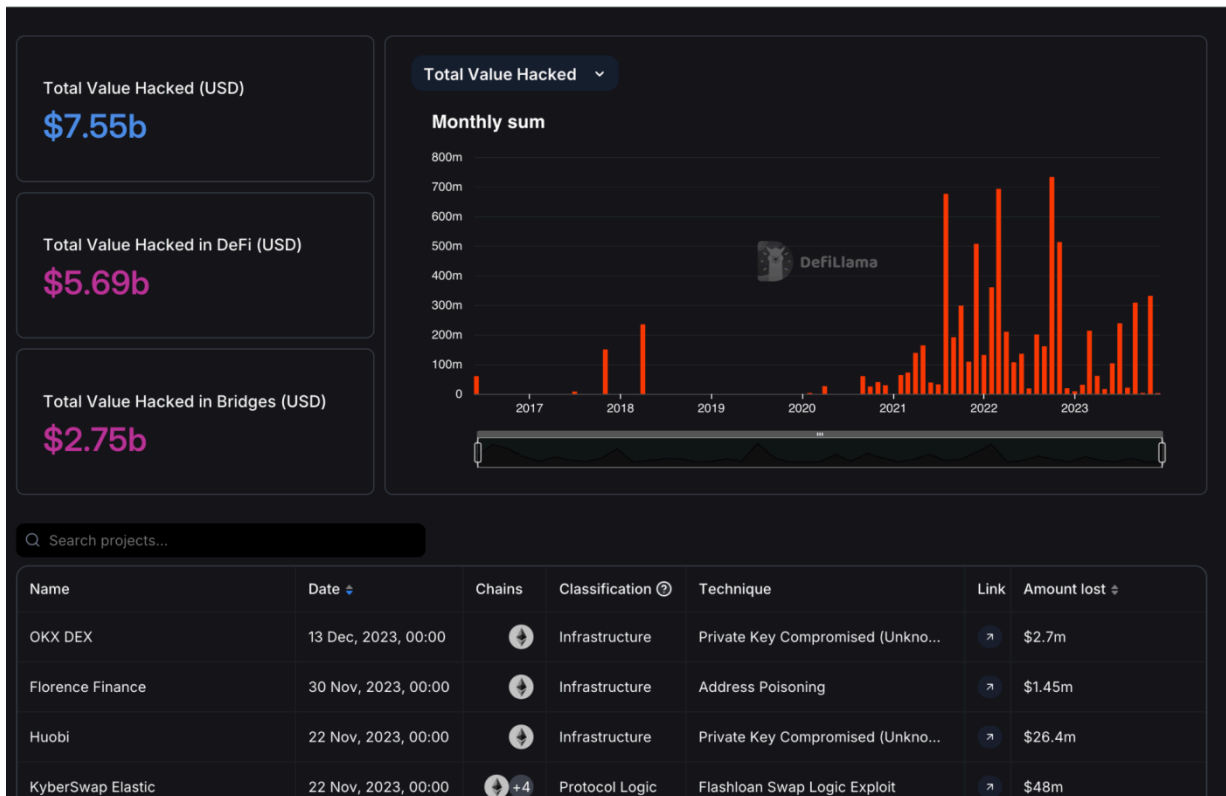 Total Value Hacked (USD)
$7.55b
Total Value Hacked in DeFi (USD)
$5.69b
Total Value Hacked in Bridges (USD)
$2.75b
Total Value Hacked
Monthly sum
800m
700m
600m
500m
400m
300m
200m
100m
0
2017 2018 2019 2020 2021 2022 2023
DefiLlama
Search projects...
Name Date Chains Classification Technique Link Amount lost
OKX DEX 13 Dec, 2023, 00:00 Infrastructure Private Key Compromised (Unkno... $2.7m
Florence Finance 30 Nov, 2023, 00:00 Infrastructure Address Poisoning $1.45m
Huobi 22 Nov, 2023, 00:00 Infrastructure Private Key Compromised (Unkno... $26.4m
KyberSwap Elastic 22 Nov, 2023, 00:00 +4 Protocol Logic Flashloan Swap Logic Exploit $48m